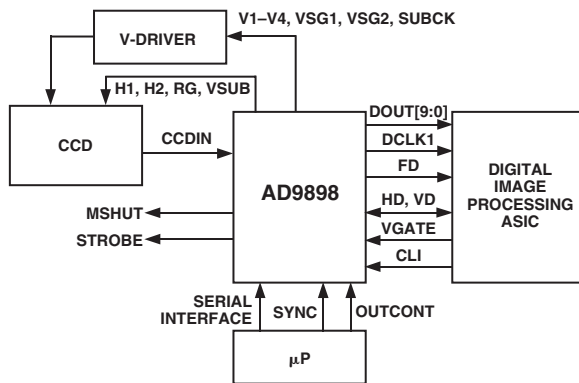 V1–V4, VSG1, VSG2, SUBCK
V-DRIVER
H1, H2, RG, VSUB
CCD
CCDIN
AD9898
DOUT[9:0]
DCLK1
FD
HD, VD
VGATE
CLI
DIGITAL
IMAGE
PROCESSING
ASIC
MSHUT
STROBE
SERIAL
INTERFACE
SYNC
OUTCONT
μP